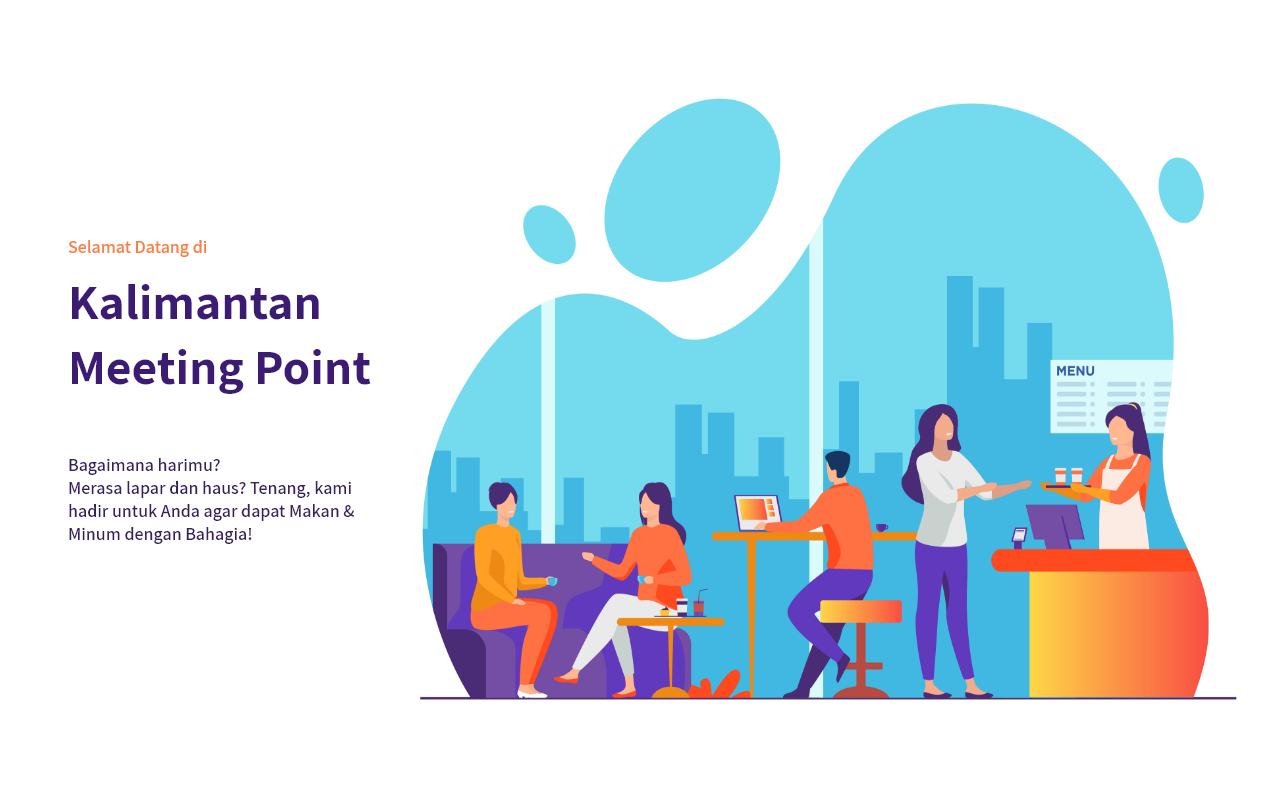 Selamat Datang di
Kalimantan
Meeting Point
Bagaimana harimu?
Merasa lapar dan haus? Tenang, kami
hadir untuk Anda agar dapat Makan &
Minum dengan Bahagia!
MENU